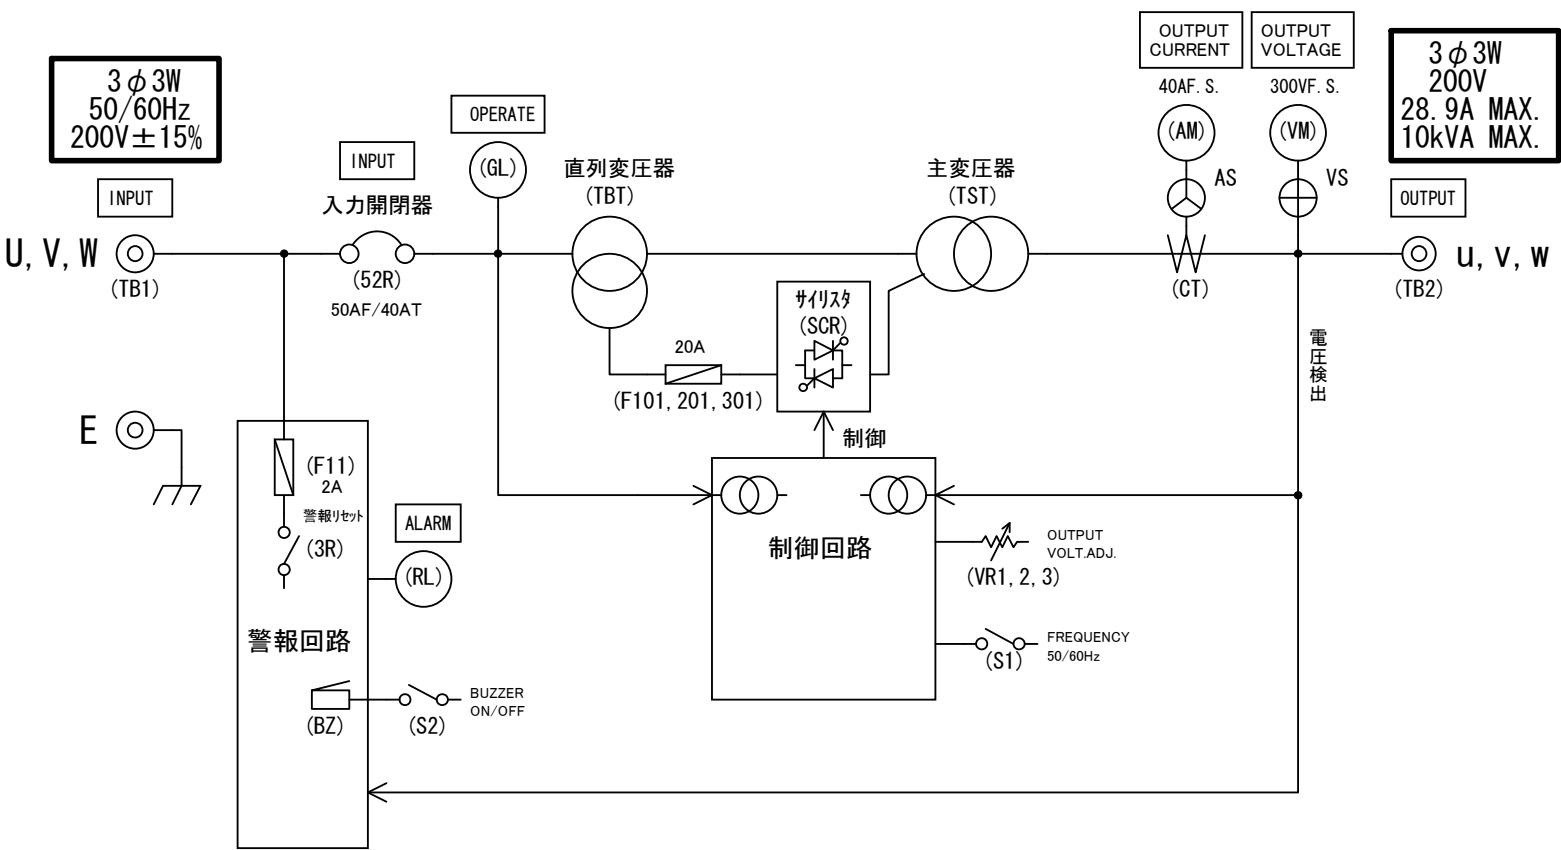 3φ3W
50/60Hz
200V±15%
INPUT
U, V, W
(TB1)
E
INPUT
入力開閉器
(52R)
50AF/40AT
OPERATE
(GL)
直列変圧器
(TBT)
20A
(F101, 201, 301)
サイリスタ
(SCR)
主変圧器
(TST)
OUTPUT
CURRENT
40AF. S.
(AM)
AS
(CT)
OUTPUT
VOLTAGE
300VF. S.
(VM)
VS
3φ3W
200V
28. 9A MAX.
10kVA MAX.
OUTPUT
u, v, w
(TB2)
電圧検出
制御
制御回路
OUTPUT
VOLT.ADJ.
(VR1, 2, 3)
FREQUENCY
50/60Hz
(S1)
(F11)
2A
警報リセット
(3R)
ALARM
(RL)
警報回路
(BZ)
(S2)
BUZZER
ON/OFF